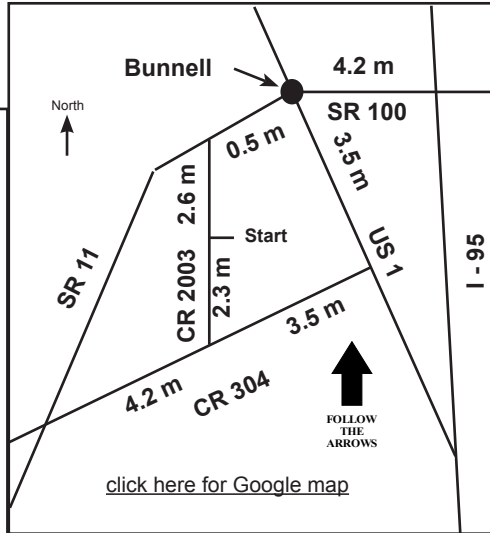 Bunnell
4.2 m
North
SR 100
0.5 m
3.5 m
2.6 m
Start
US 1
I - 95
SR 11
CR 2003
2.3 m
3.5 m
4.2 m
CR 304
FOLLOW
THE
ARROWS
click here for Google map